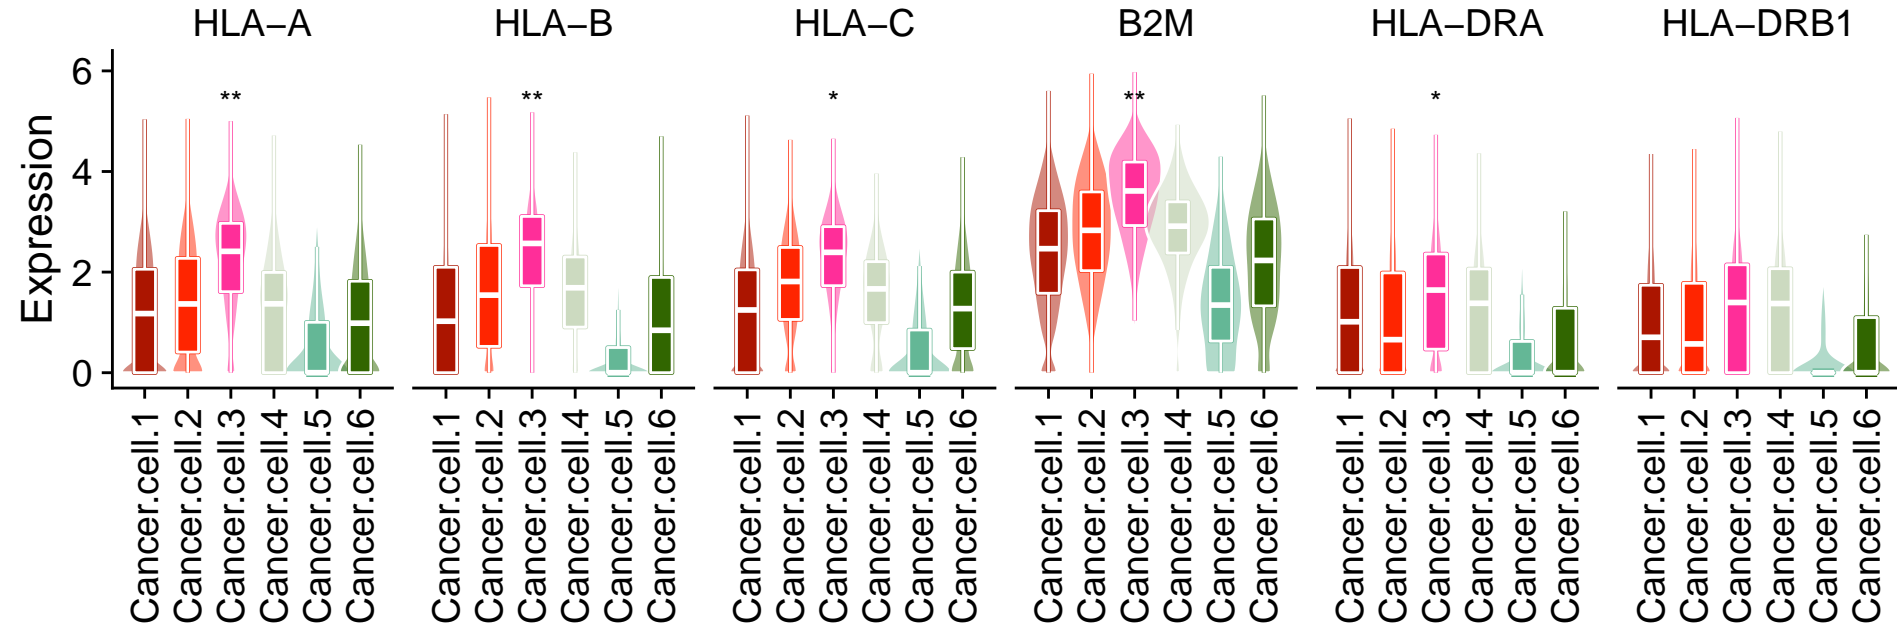 HLA−A HLA−B HLA−C B2M HLA−DRA HLA−DRB1
Expression
6
4
2
0
** ** * ** *
Cancer.cell.1 Cancer.cell.2 Cancer.cell.3 Cancer.cell.4 Cancer.cell.5 Cancer.cell.6
Cancer.cell.1 Cancer.cell.2 Cancer.cell.3 Cancer.cell.4 Cancer.cell.5 Cancer.cell.6
Cancer.cell.1 Cancer.cell.2 Cancer.cell.3 Cancer.cell.4 Cancer.cell.5 Cancer.cell.6
Cancer.cell.1 Cancer.cell.2 Cancer.cell.3 Cancer.cell.4 Cancer.cell.5 Cancer.cell.6
Cancer.cell.1 Cancer.cell.2 Cancer.cell.3 Cancer.cell.4 Cancer.cell.5 Cancer.cell.6
Cancer.cell.1 Cancer.cell.2 Cancer.cell.3 Cancer.cell.4 Cancer.cell.5 Cancer.cell.6